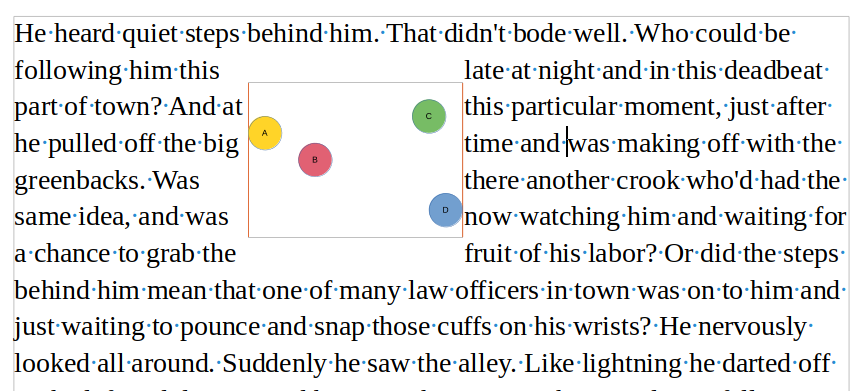 He heard quiet steps behind him. That didn't bode well. Who could be
following him this late at night and in this deadbeat
part of town? And at this particular moment, just after
he pulled off the big time and was making off with the
greenbacks. Was there another crook who'd had the
same idea, and was now watching him and waiting for
a chance to grab the fruit of his labor? Or did the steps
A
B
C
D
behind him mean that one of many law officers in town was on to him and
just waiting to pounce and snap those cuffs on his wrists? He nervously
looked all around. Suddenly he saw the alley. Like lightning he darted off